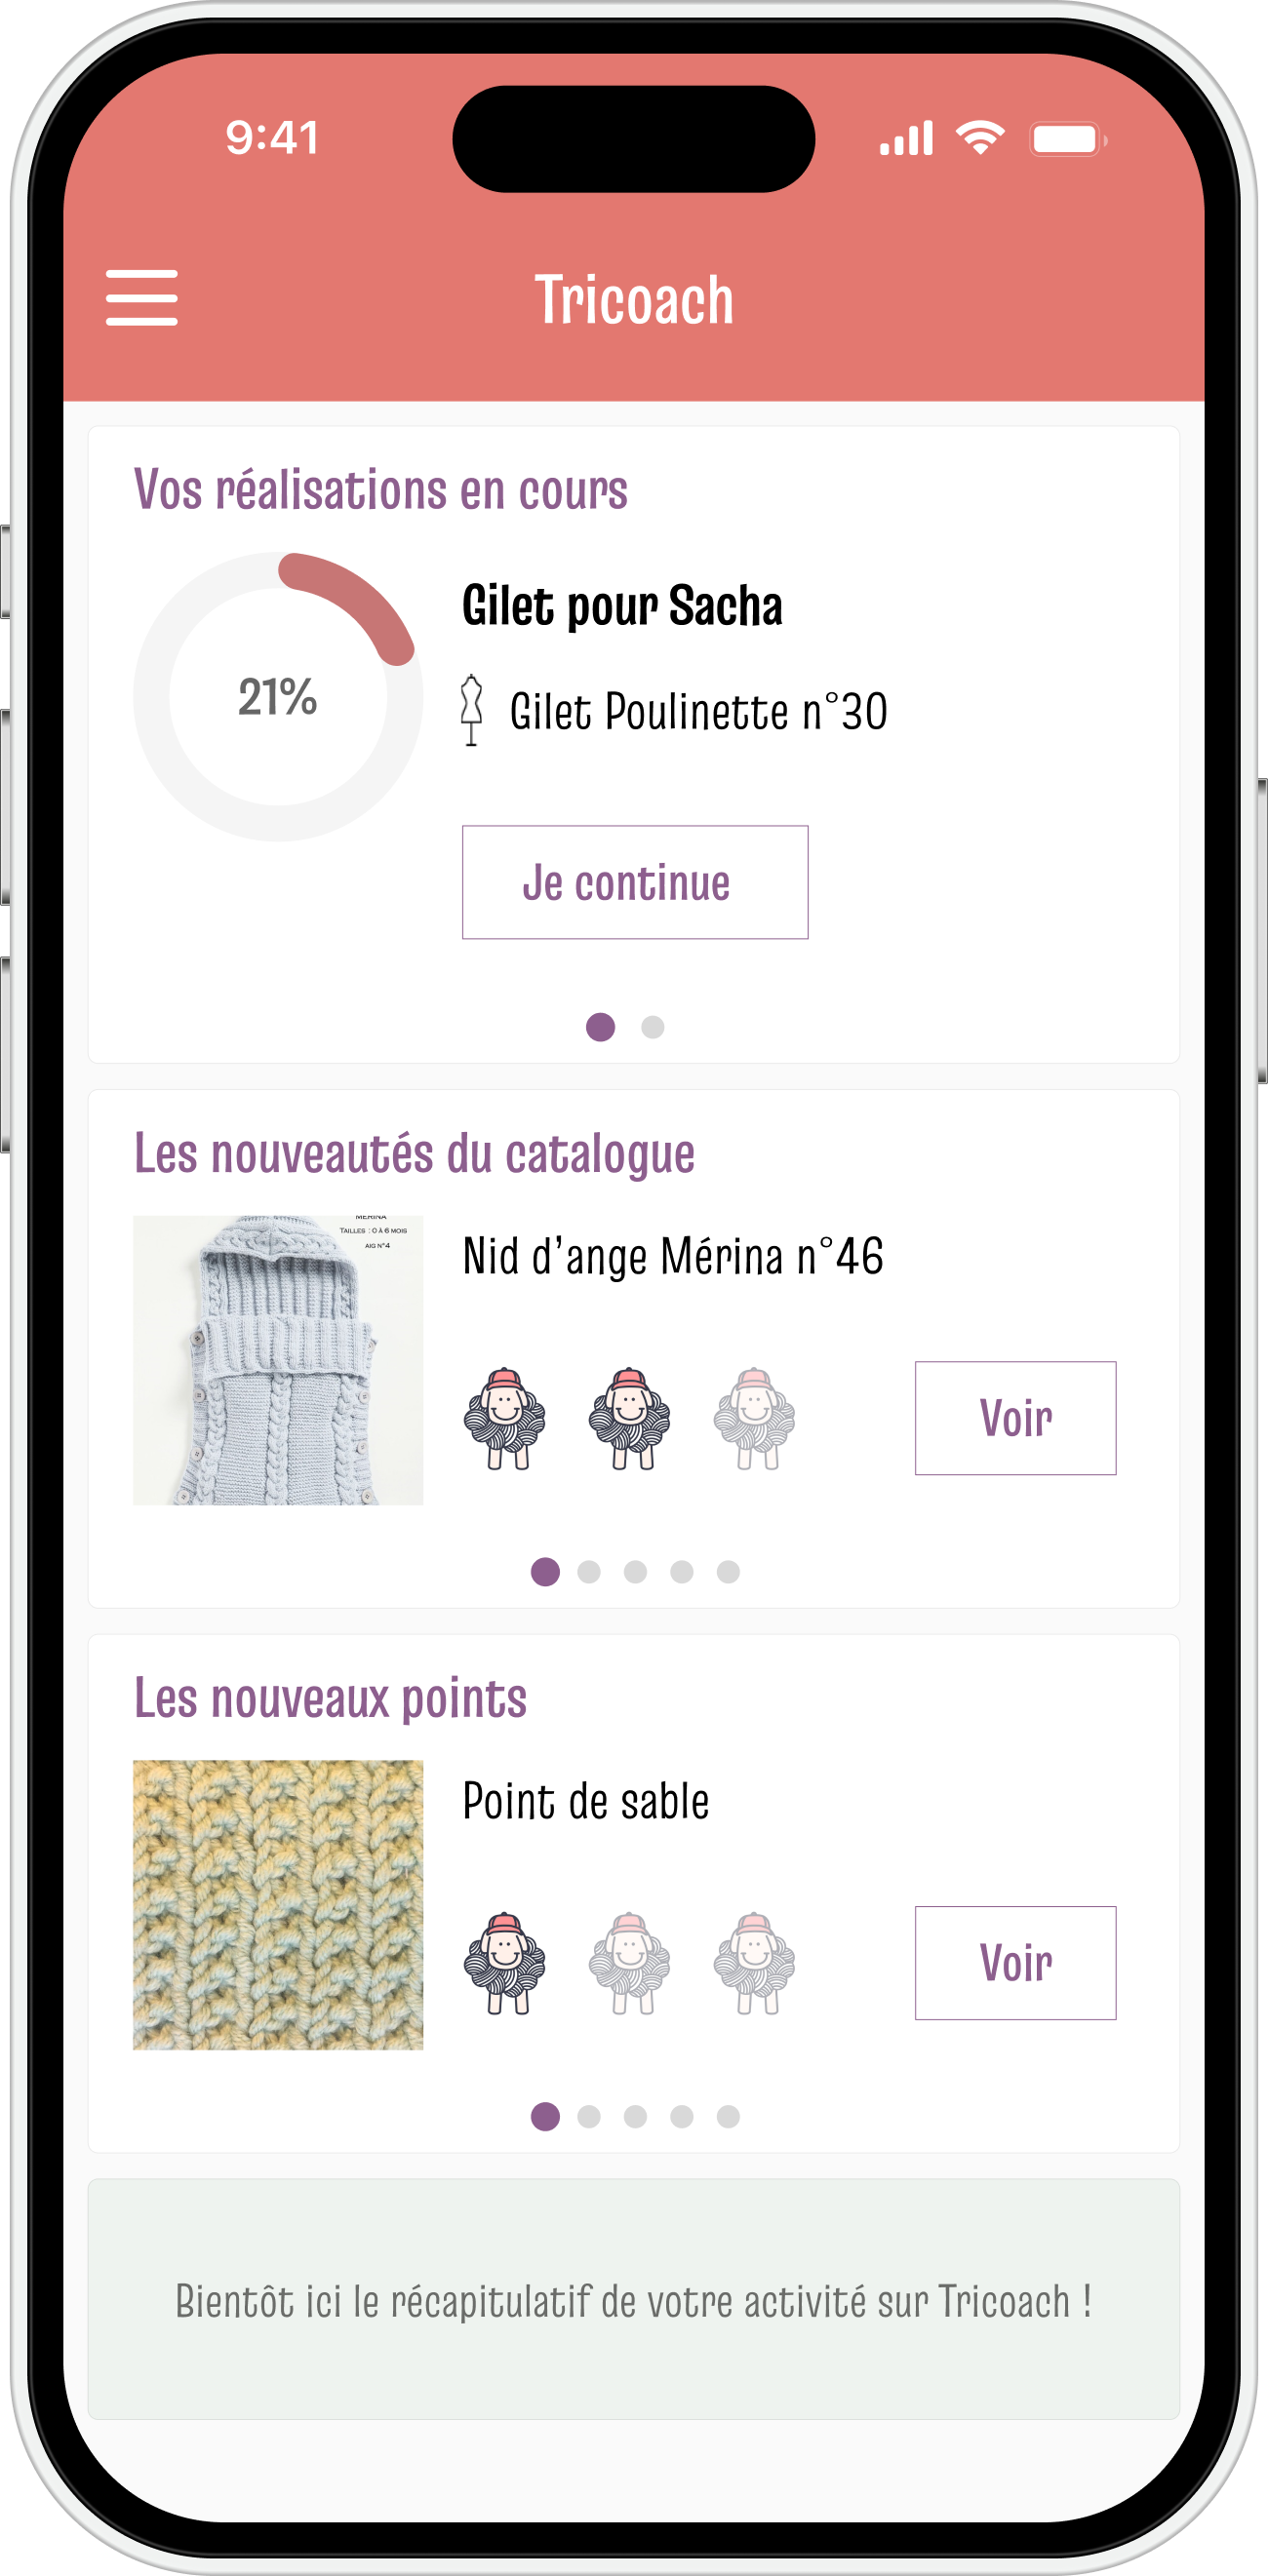 9:41
Tricoach
Vos réalisations en cours
21%
Gilet pour Sacha
Gilet Poulinette n°30
Je continue
Les nouveautés du catalogue
MERINA
TAILLES : 0 À 6 MOIS
AIG N°4
Nid d’ange Mérina n°46
Voir
Les nouveaux points
Point de sable
Voir
Bientôt ici le récapitulatif de votre activité sur Tricoach !